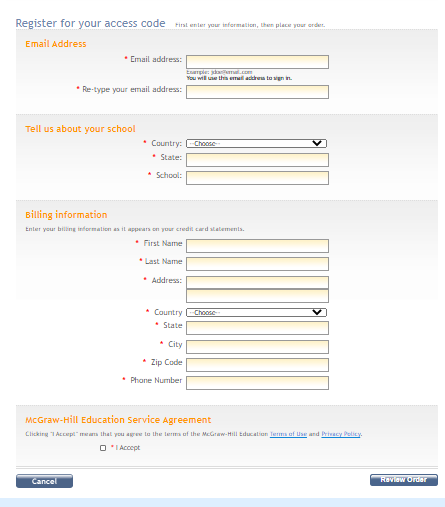 Register for your access code First enter your information, then place your order.
Email Address
* Email address:
Example: jdoe@email.com
You will use this email address to sign in.
* Re-type your email address:
Tell us about your school
* Country: --Choose--
* State:
* School:
Billing information
Enter your billing information as it appears on your credit card statements.
* First Name
* Last Name
* Address:
* Country --Choose--
* State
* City
* Zip Code
* Phone Number
McGraw-Hill Education Service Agreement
Clicking "I Accept" means that you agree to the terms of the McGraw-Hill Education Terms of Use and Privacy Policy.
* I Accept
Cancel Review Order